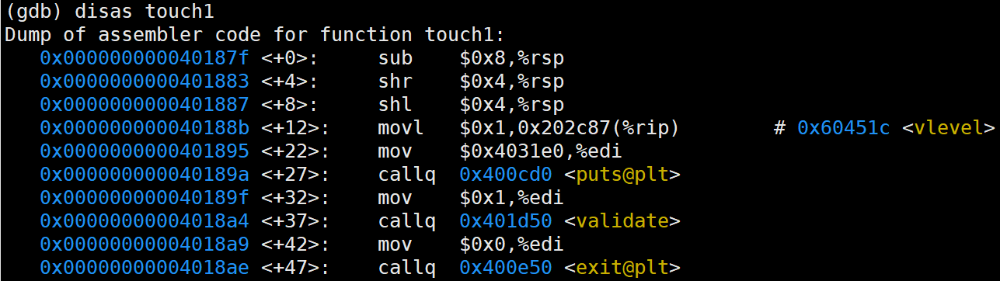 (gdb) disas touch1
Dump of assembler code for function touch1:
   0x000000000040187f <+0>:     sub    $0x8,%rsp
   0x0000000000401883 <+4>:     shr    $0x4,%rsp
   0x0000000000401887 <+8>:     shl    $0x4,%rsp
   0x000000000040188b <+12>:    movl   $0x1,0x202c87(%rip)        # 0x60451c <vlevel>
   0x0000000000401895 <+22>:    mov    $0x4031e0,%edi
   0x000000000040189a <+27>:    callq  0x400cd0 <puts@plt>
   0x000000000040189f <+32>:    mov    $0x1,%edi
   0x00000000004018a4 <+37>:    callq  0x401d50 <validate>
   0x00000000004018a9 <+42>:    mov    $0x0,%edi
   0x00000000004018ae <+47>:    callq  0x400e50 <exit@plt>